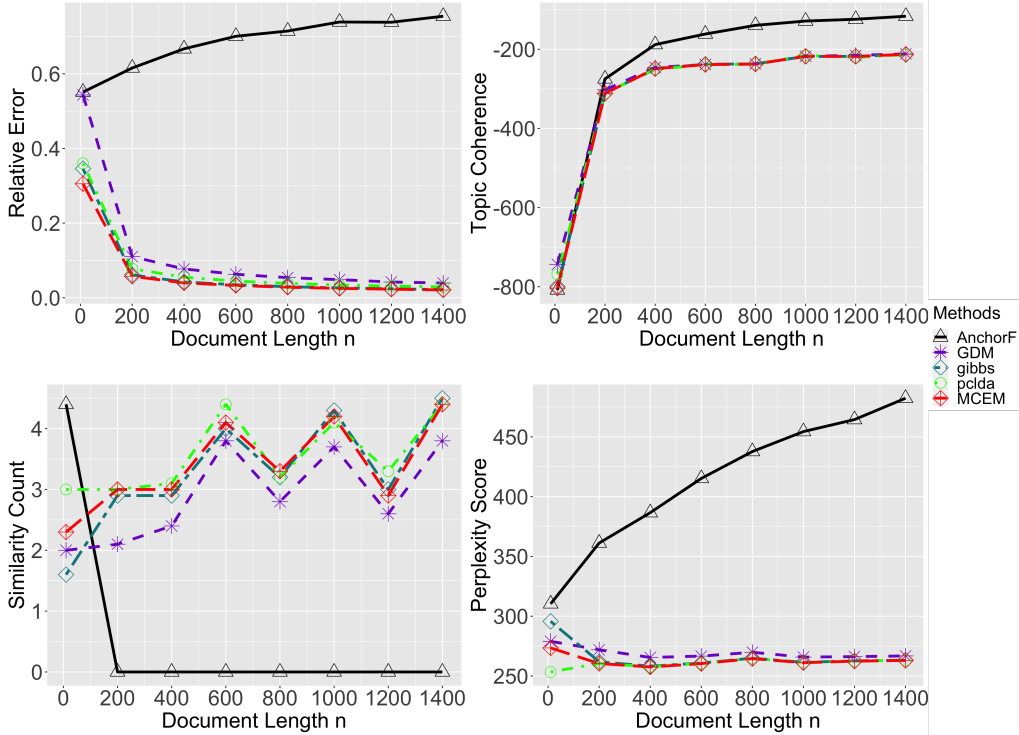 Relative Error
0.6
0.4
0.2
0.0
0 200 400 600 800 1000 1200 1400
Document Length n
Topic Coherence
-200
-400
-600
-800
0 200 400 600 800 1000 1200 1400
Document Length n
Methods
AnchorF
GDM
gibbs
pclda
MCEM
Similarity Count
4
3
2
1
0
0 200 400 600 800 1000 1200 1400
Document Length n
Perplexity Score
450
400
350
300
250
0 200 400 600 800 1000 1200 1400
Document Length n